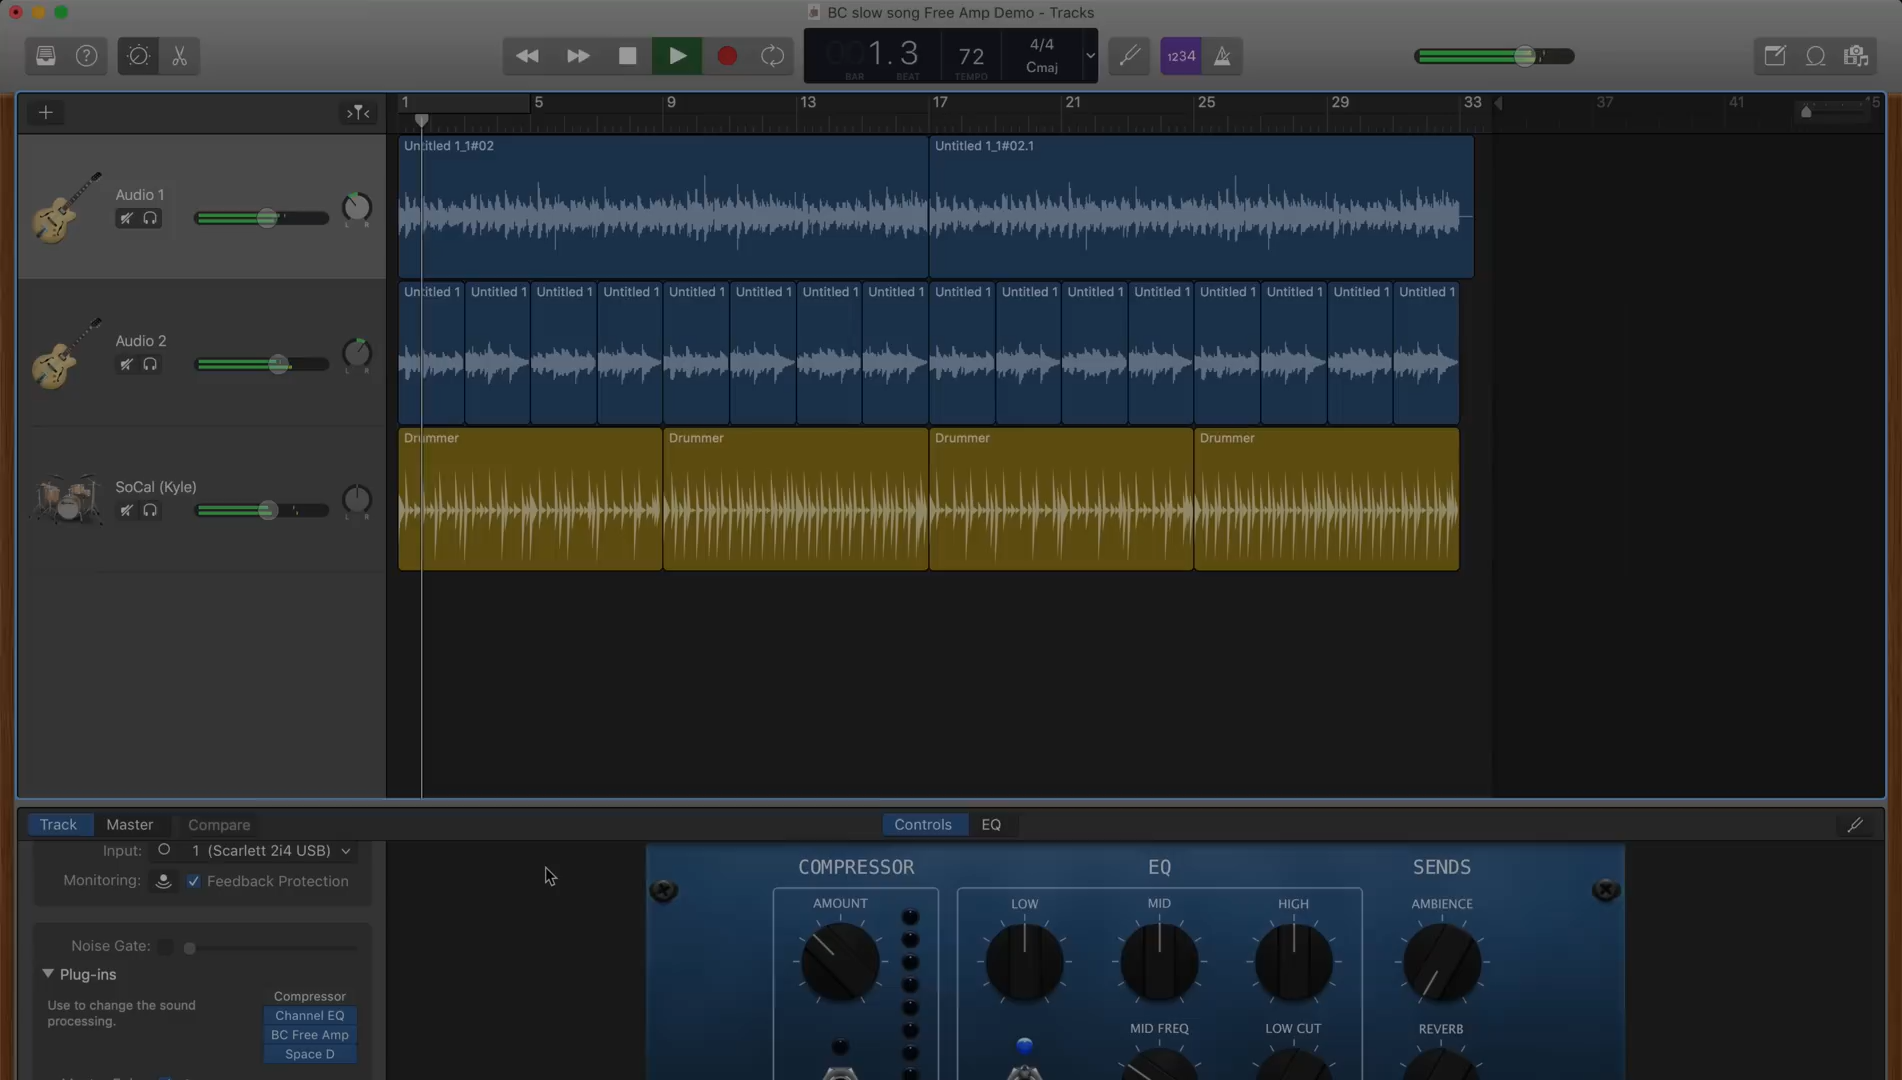 BC slow song Free Amp Demo - Tracks
001.3
BAR BEAT
72
TEMPO
4/4
Cmaj
1234
1 5 9 13 17 21 25 29 33 37 41
Untitled 1_1#02
Untitled 1_1#02.1
Audio 1
L R
Untitled 1 Untitled 1 Untitled 1 Untitled 1 Untitled 1 Untitled 1 Untitled 1 Untitled 1 Untitled 1 Untitled 1 Untitled 1 Untitled 1 Untitled 1 Untitled 1 Untitled 1 Untitled 1
Audio 2
L R
Drummer Drummer Drummer Drummer
SoCal (Kyle)
L R
Track Master Compare
Controls EQ
Input: 1 (Scarlett 2i4 USB)
Monitoring: Feedback Protection
Noise Gate:
Plug-ins
Use to change the sound
processing.
Compressor
Channel EQ
BC Free Amp
Space D
COMPRESSOR EQ SENDS
AMOUNT LOW MID HIGH AMBIENCE
MID FREQ LOW CUT REVERB